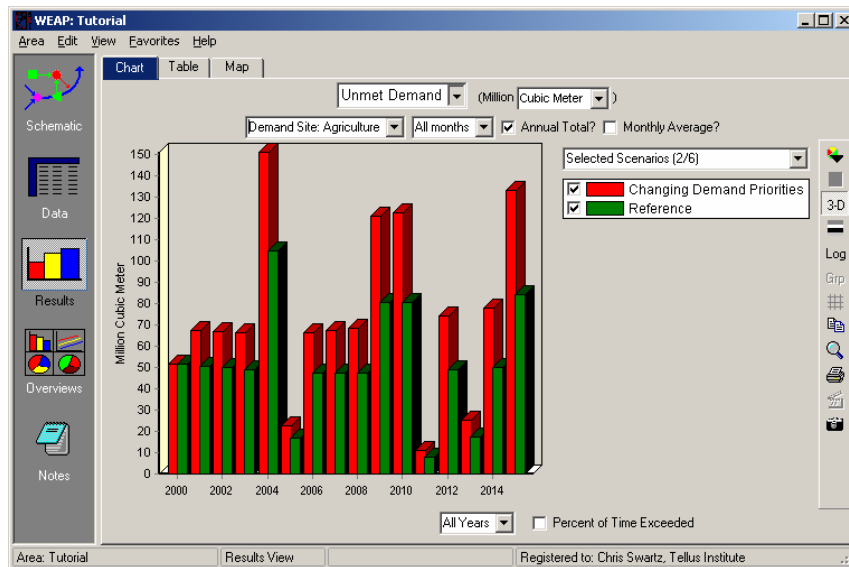 WEAP: Tutorial
Area Edit View Favorites Help
Chart Table Map
Unmet Demand (Million Cubic Meter )
Demand Site: Agriculture All months Annual Total? Monthly Average?
Selected Scenarios (2/6)
Changing Demand Priorities
Reference
Schematic
Data
Results
Overviews
Notes
3-D
Log
Grp
Million Cubic Meter
150
140
130
120
110
100
90
80
70
60
50
40
30
20
10
0
2000 2002 2004 2006 2008 2010 2012 2014
All Years Percent of Time Exceeded
Area: Tutorial Results View Registered to: Chris Swartz, Tellus Institute